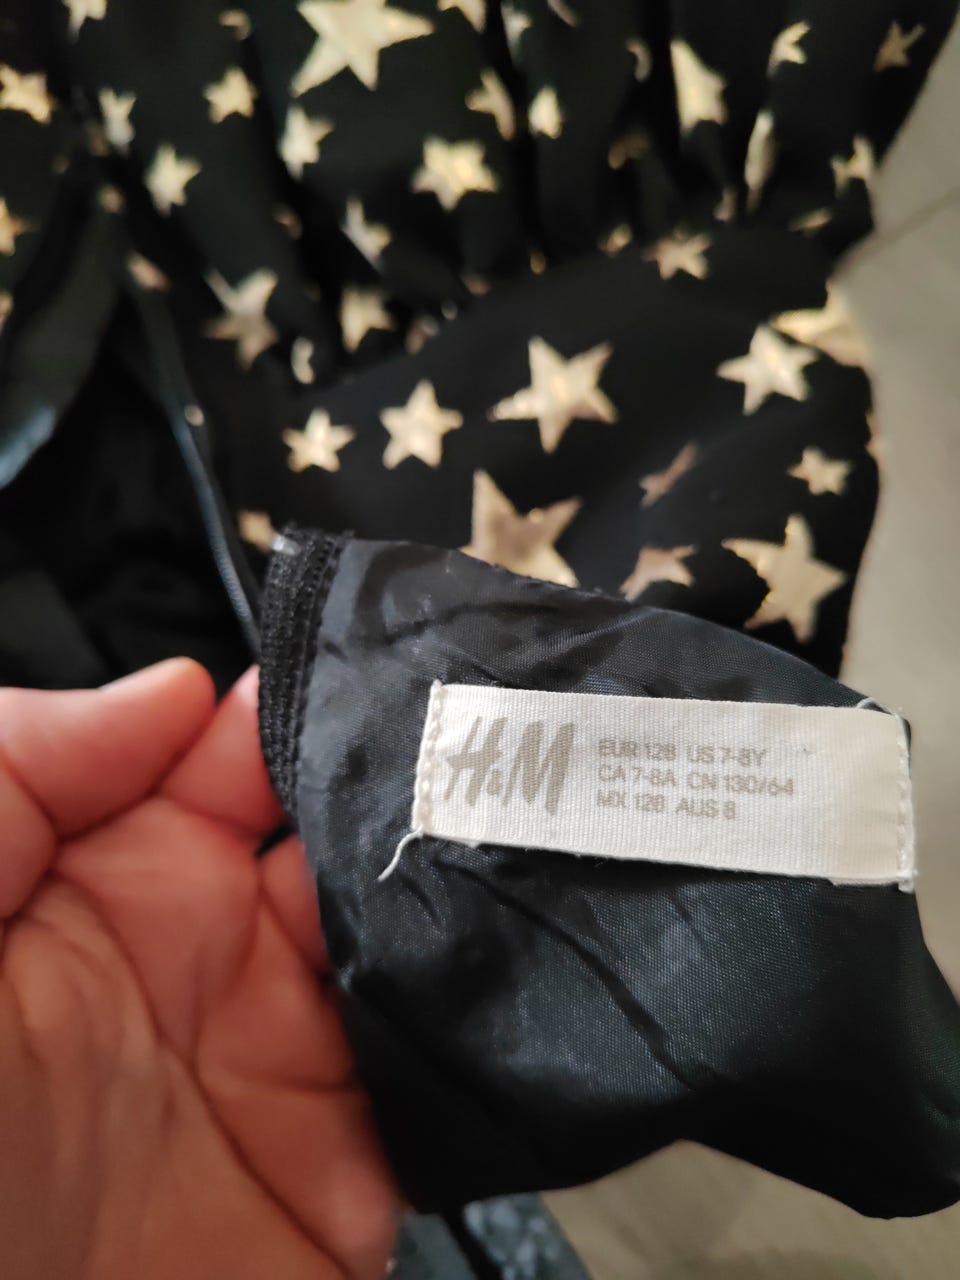 H&M
EUR 128 US 7-8Y
CA 7-8A CN 130/64
MX 128 AUS 8